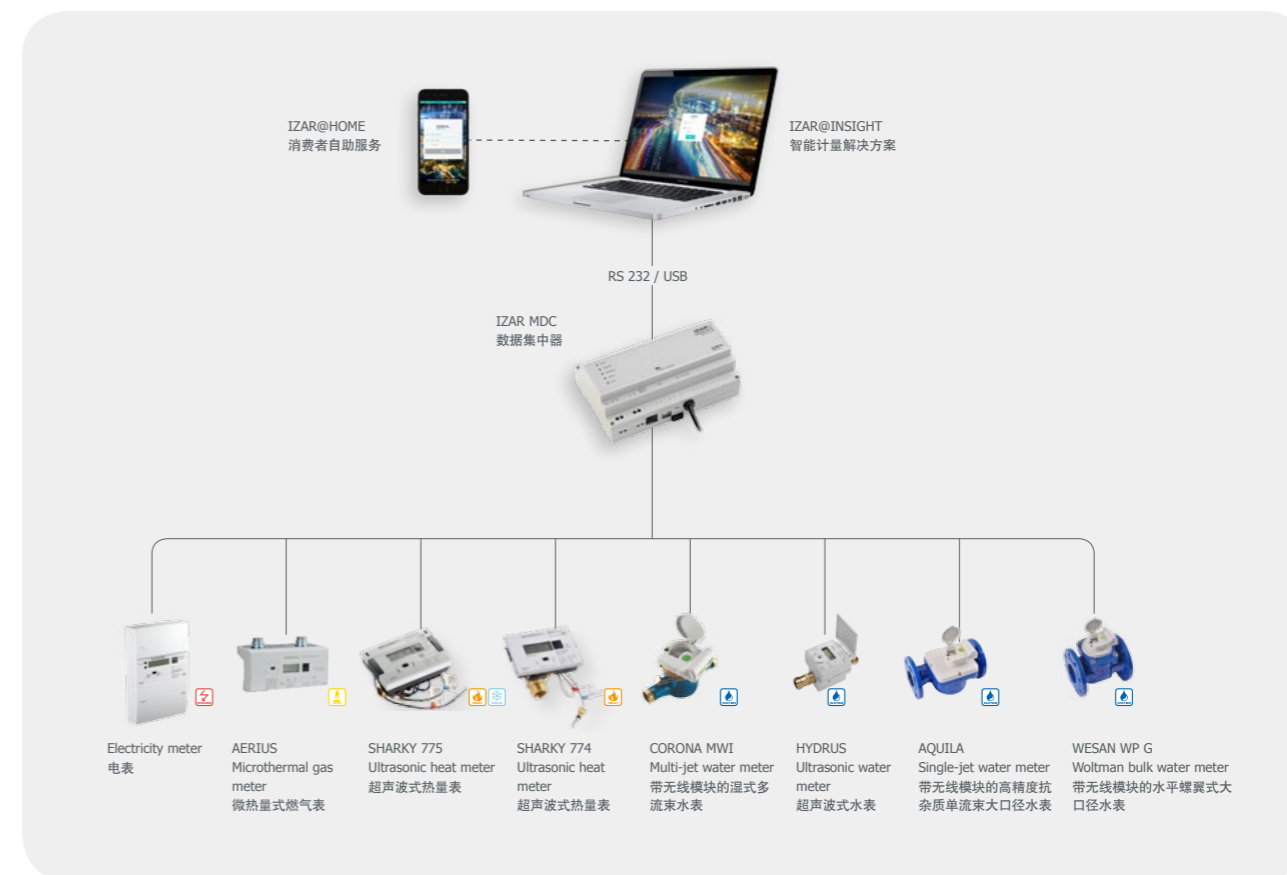 IZAR@HOME
消费者自助服务
IZAR@INSIGHT
智能计量解决方案
RS 232 / USB
IZAR MDC
数据集中器
Electricity meter
电表
AERIUS
Microthermal gas
meter
微热量式燃气表
SHARKY 775
Ultrasonic heat meter
超声波式热量表
SHARKY 774
Ultrasonic heat
meter
超声波式热量表
CORONA MWI
Multi-jet water meter
带无线模块的湿式多
流束水表
HYDRUS
Ultrasonic water
meter
超声波式水表
AQUILA
Single-jet water meter
带无线模块的高精度抗
杂质单流束大口径水表
WESAN WP G
Woltman bulk water meter
带无线模块的水平螺翼式大
口径水表